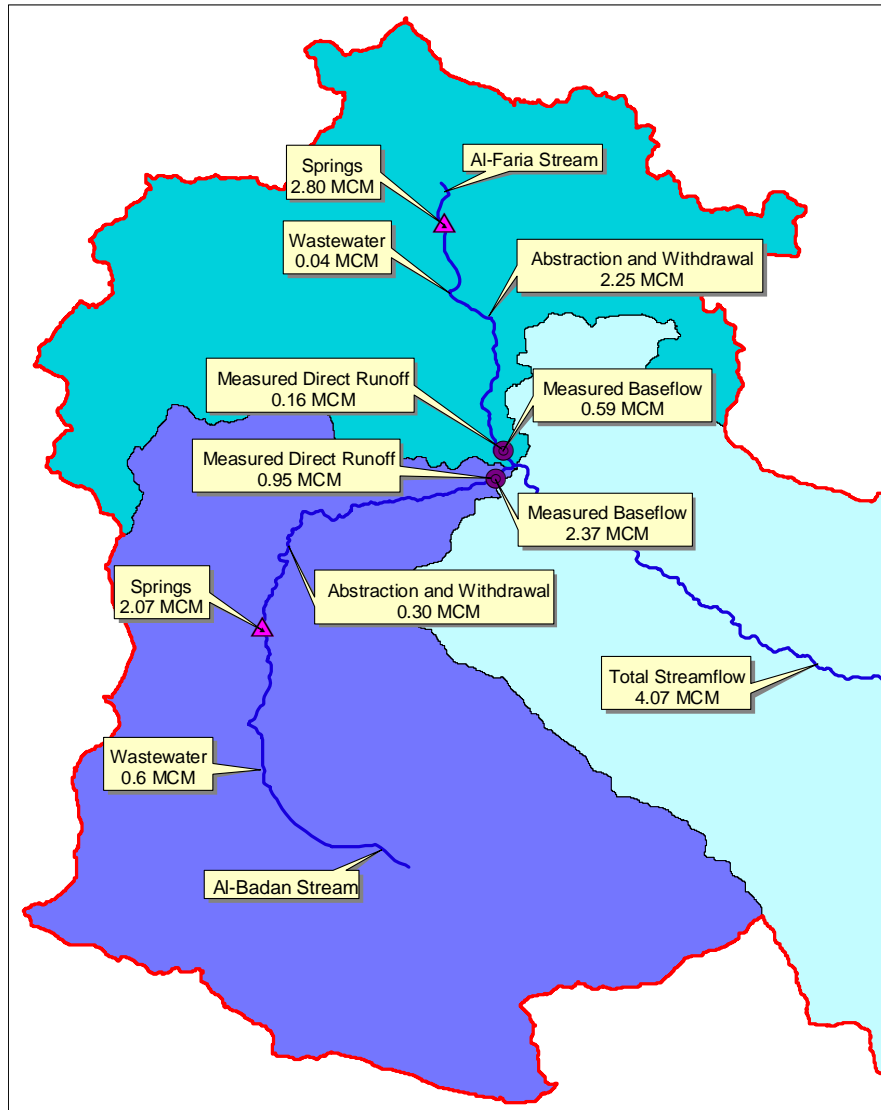 Al-Faria Stream
Springs
2.80 MCM
Wastewater
0.04 MCM
Abstraction and Withdrawal
2.25 MCM
Measured Direct Runoff
0.16 MCM
Measured Baseflow
0.59 MCM
Measured Direct Runoff
0.95 MCM
Measured Baseflow
2.37 MCM
Springs
2.07 MCM
Abstraction and Withdrawal
0.30 MCM
Total Streamflow
4.07 MCM
Wastewater
0.6 MCM
Al-Badan Stream